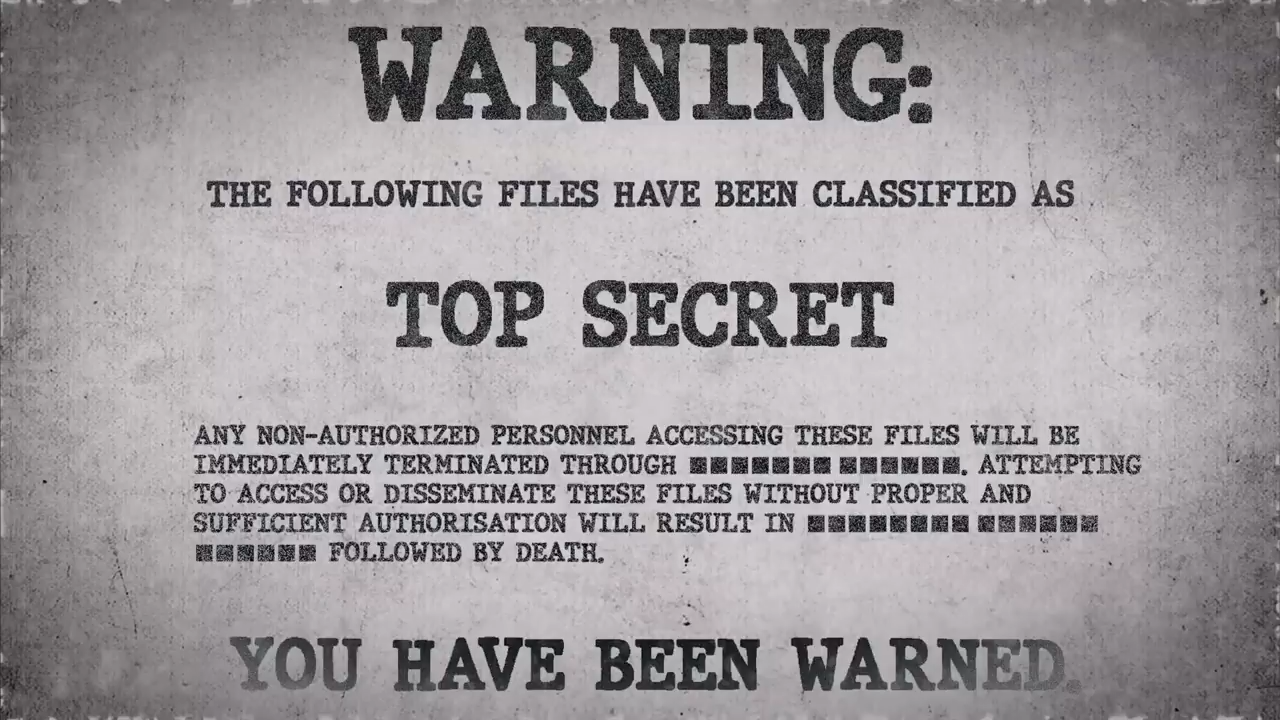 WARNING:
THE FOLLOWING FILES HAVE BEEN CLASSIFIED AS
TOP SECRET
ANY NON-AUTHORIZED PERSONNEL ACCESSING THESE FILES WILL BE
IMMEDIATELY TERMINATED THROUGH ■■■■■■■ ■■■■■■. ATTEMPTING
TO ACCESS OR DISSEMINATE THESE FILES WITHOUT PROPER AND
SUFFICIENT AUTHORISATION WILL RESULT IN ■■■■■■■■ ■■■■■■
■■■■■■ FOLLOWED BY DEATH.
YOU HAVE BEEN WARNED.